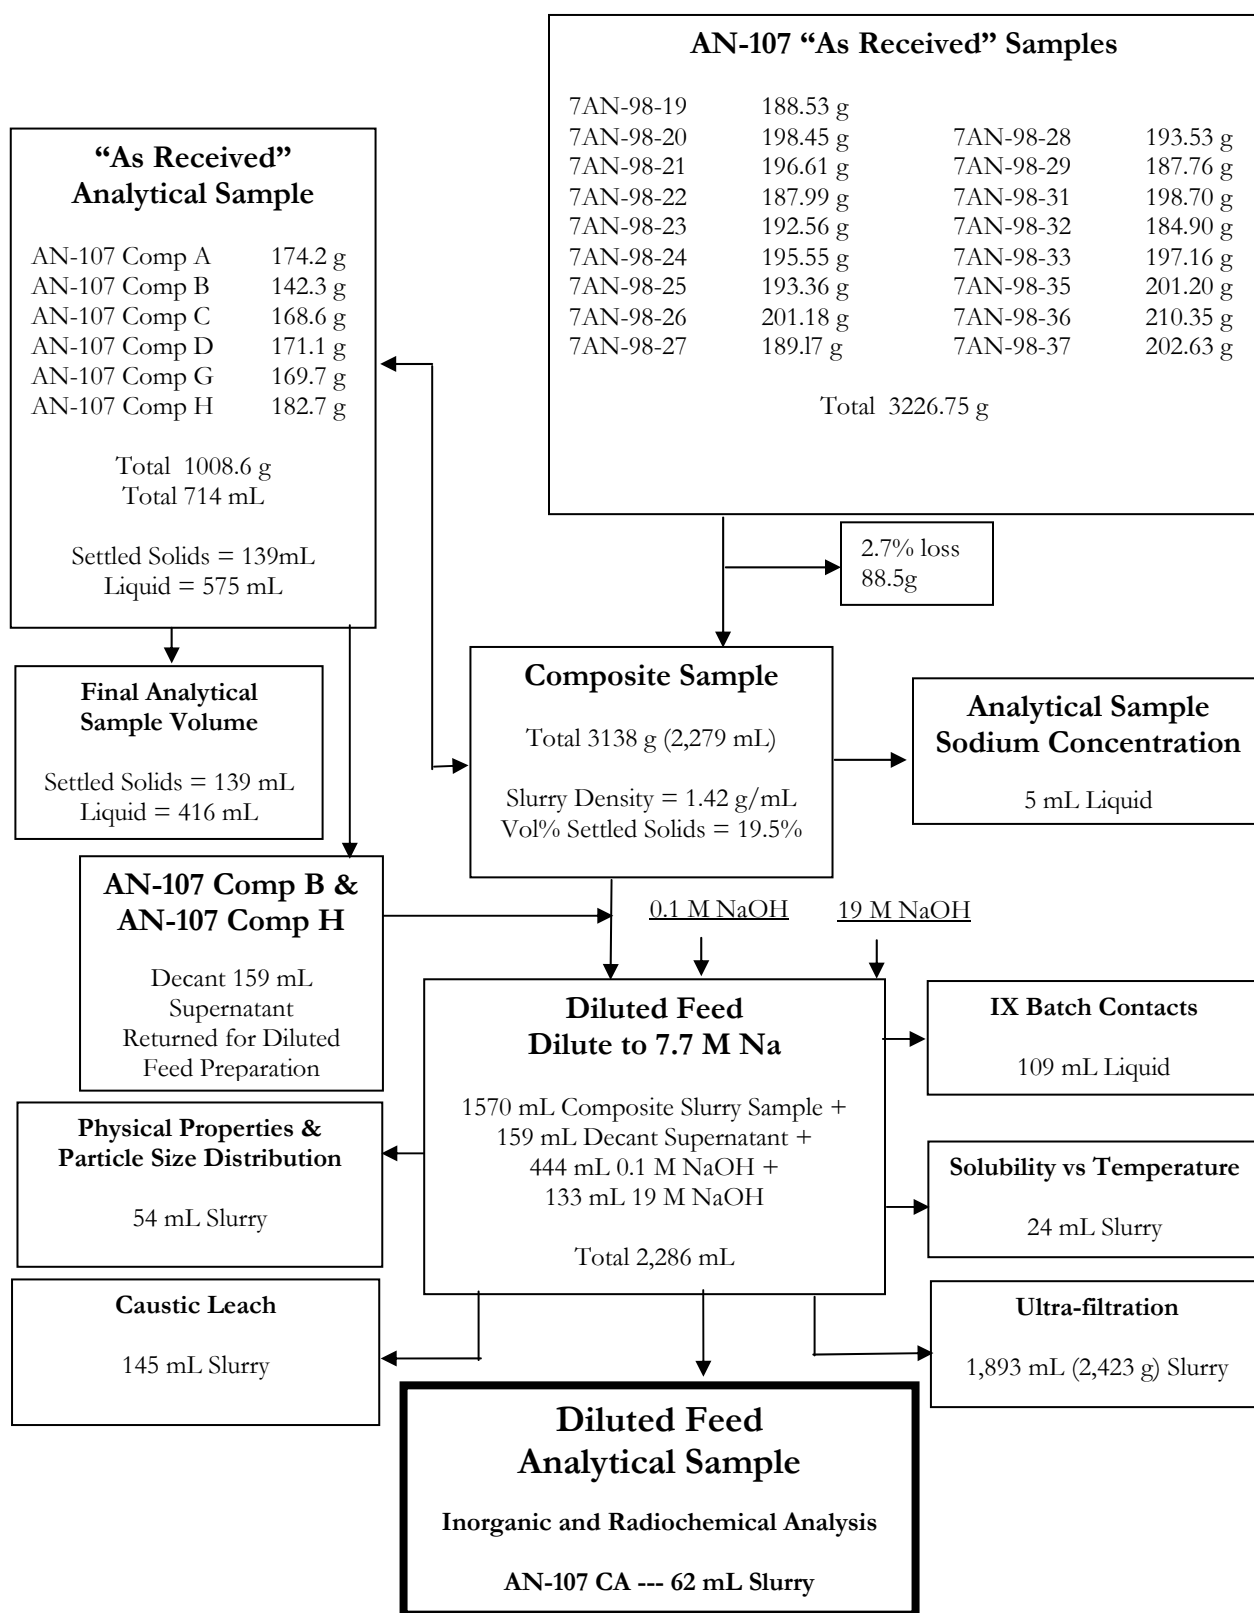 AN-107 “As Received” Samples
7AN-98-19 188.53 g
7AN-98-20 198.45 g 7AN-98-28 193.53 g
7AN-98-21 196.61 g 7AN-98-29 187.76 g
7AN-98-22 187.99 g 7AN-98-31 198.70 g
7AN-98-23 192.56 g 7AN-98-32 184.90 g
7AN-98-24 195.55 g 7AN-98-33 197.16 g
7AN-98-25 193.36 g 7AN-98-35 201.20 g
7AN-98-26 201.18 g 7AN-98-36 210.35 g
7AN-98-27 189.l7 g 7AN-98-37 202.63 g
Total 3226.75 g
“As Received”
Analytical Sample
AN-107 Comp A 174.2 g
AN-107 Comp B 142.3 g
AN-107 Comp C 168.6 g
AN-107 Comp D 171.1 g
AN-107 Comp G 169.7 g
AN-107 Comp H 182.7 g
Total 1008.6 g
Total 714 mL
Settled Solids = 139mL
Liquid = 575 mL
2.7% loss
88.5g
Final Analytical
Sample Volume
Settled Solids = 139 mL
Liquid = 416 mL
Composite Sample
Total 3138 g (2,279 mL)
Slurry Density = 1.42 g/mL
Vol% Settled Solids = 19.5%
Analytical Sample
Sodium Concentration
5 mL Liquid
AN-107 Comp B &
AN-107 Comp H
Decant 159 mL
Supernatant
Returned for Diluted
Feed Preparation
0.1 M NaOH 19 M NaOH
Diluted Feed
Dilute to 7.7 M Na
1570 mL Composite Slurry Sample +
159 mL Decant Supernatant +
444 mL 0.1 M NaOH +
133 mL 19 M NaOH
Total 2,286 mL
IX Batch Contacts
109 mL Liquid
Physical Properties &
Particle Size Distribution
54 mL Slurry
Solubility vs Temperature
24 mL Slurry
Caustic Leach
145 mL Slurry
Ultra-filtration
1,893 mL (2,423 g) Slurry
Diluted Feed
Analytical Sample
Inorganic and Radiochemical Analysis
AN-107 CA --- 62 mL Slurry